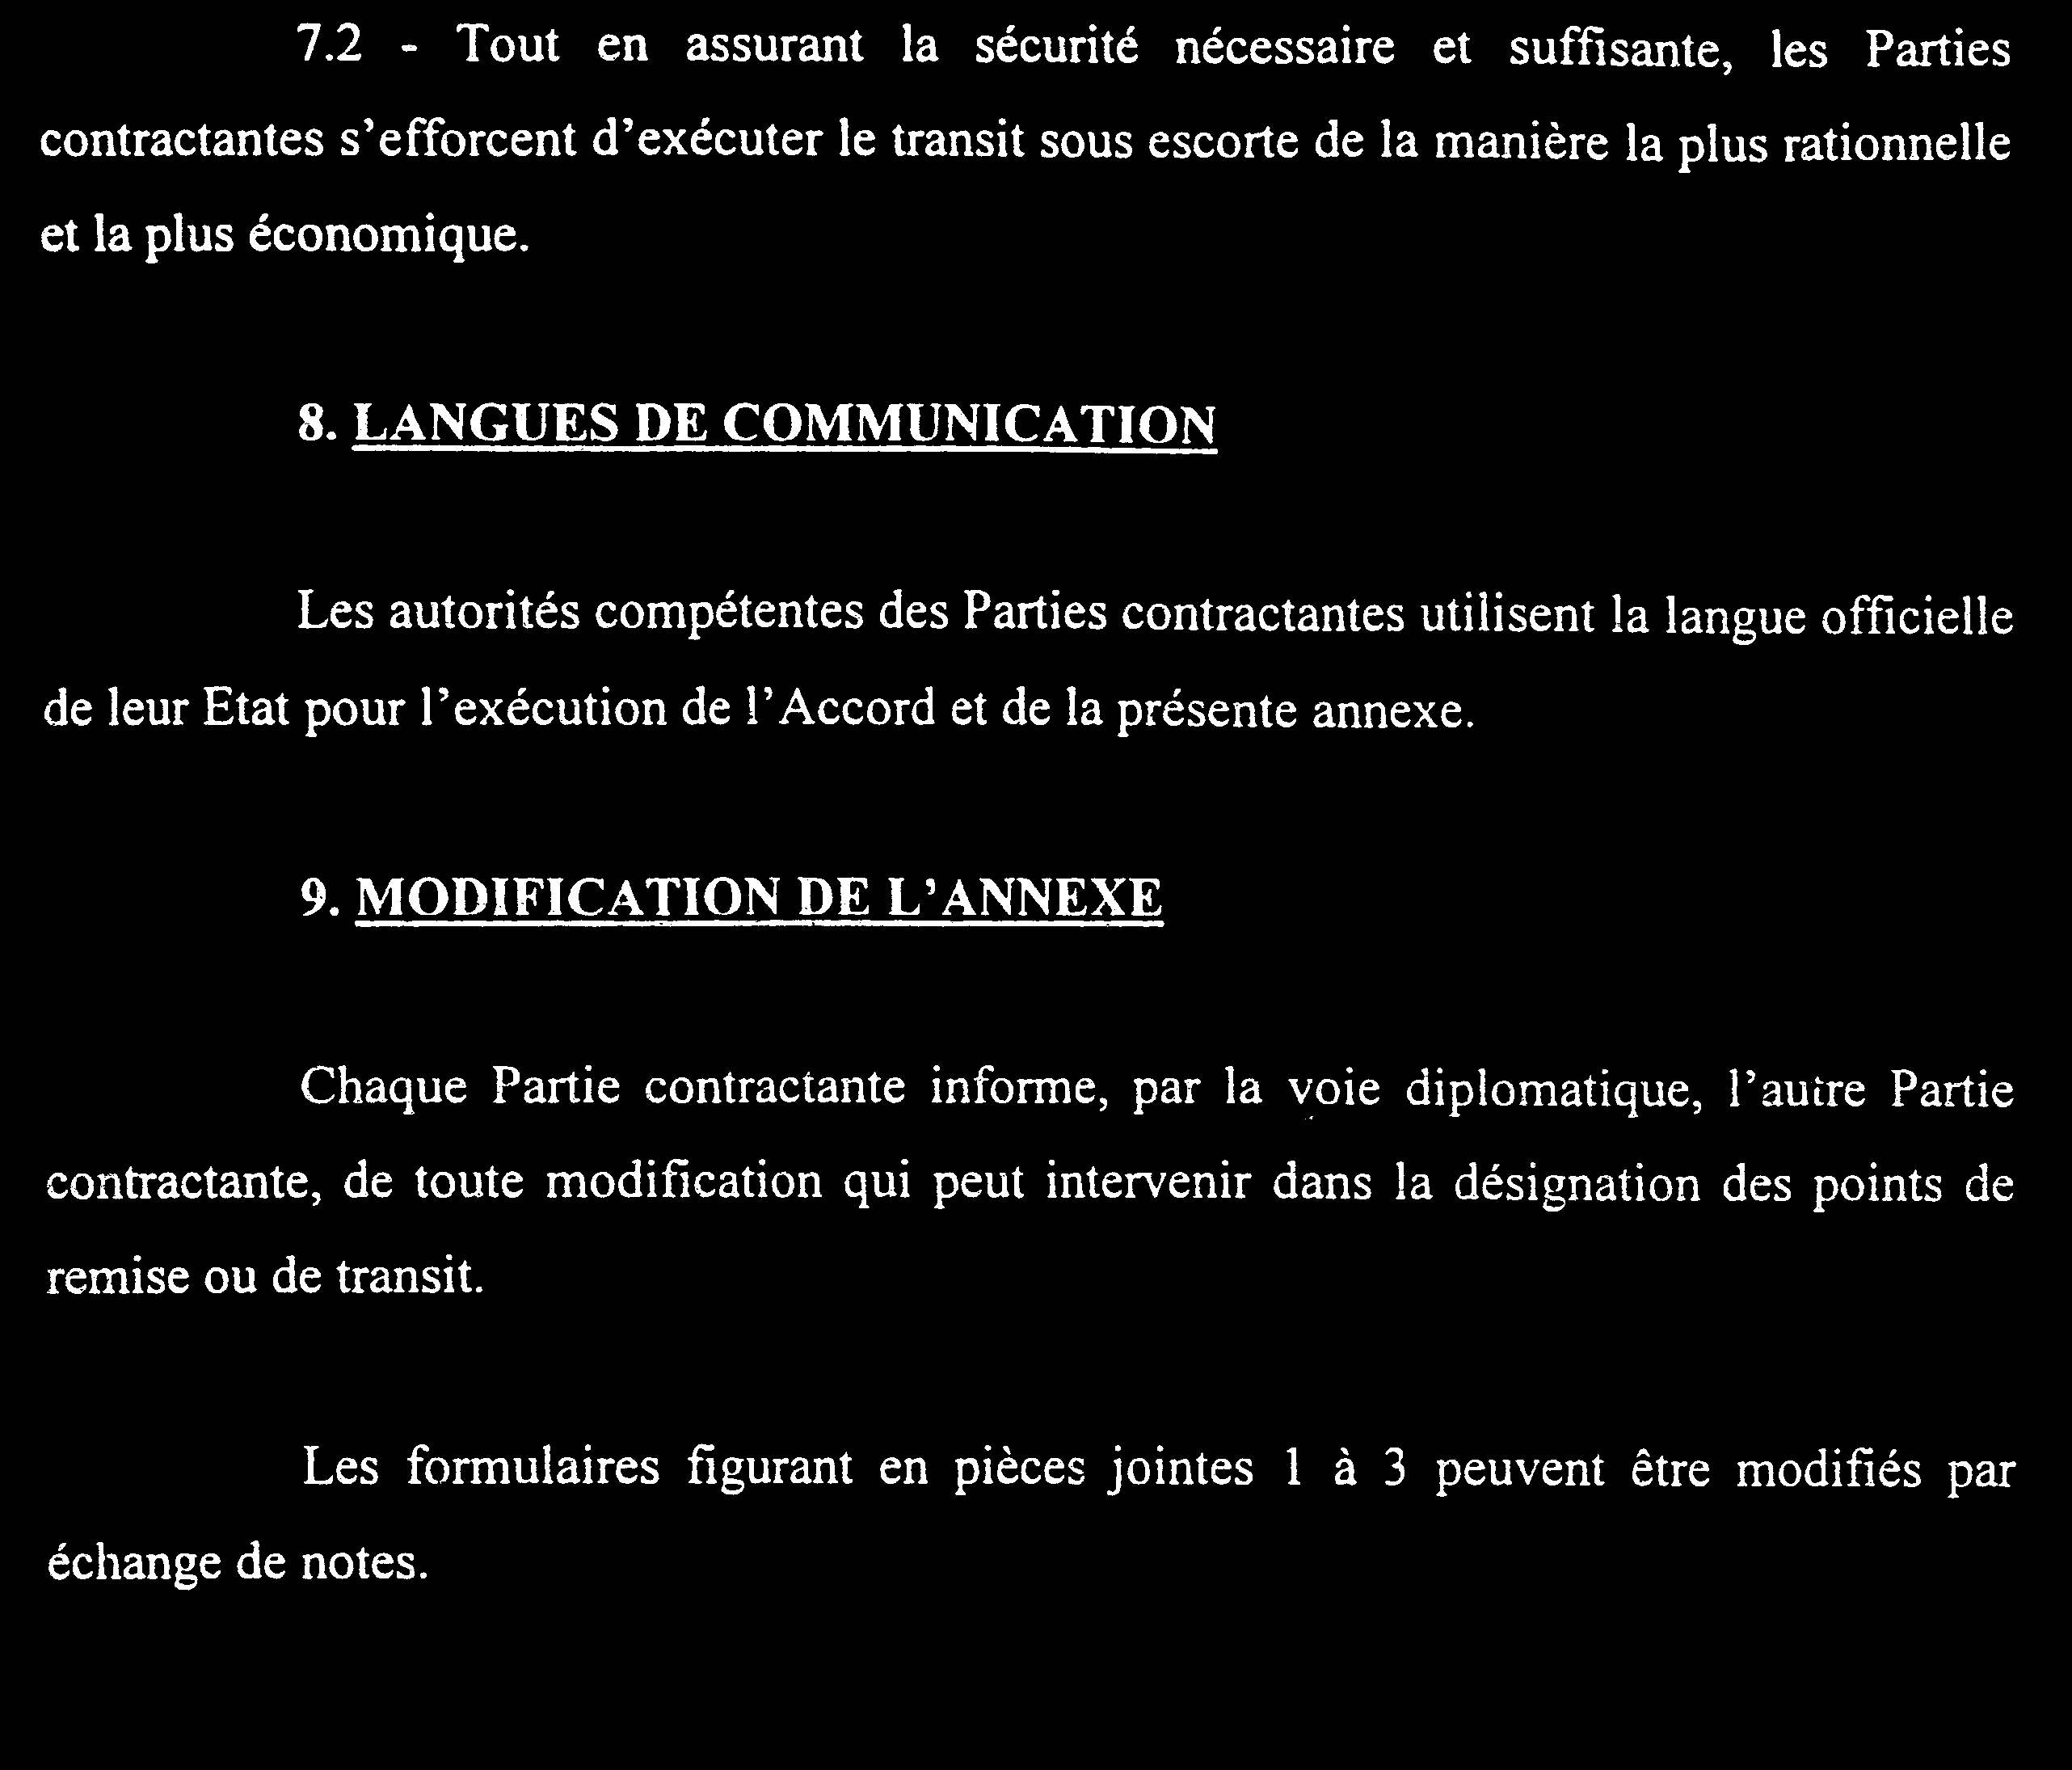 7.2 - Tout en assurant la sécurité nécessaire et suffisante, les Parties
contractantes s’efforcent d’exécuter le transit sous escorte de la manière la plus rationnelle
et la plus économique.
8. LANGUES DE COMMUNICATION
Les autorités compétentes des Parties contractantes utilisent la langue officielle
de leur Etat pour l’exécution de l’Accord et de la présente annexe.
9. MODIFICATION DE L’ANNEXE
Chaque Partie contractante informe, par la voie diplomatique, l’autre Partie
contractante, de toute modification qui peut intervenir dans la désignation des points de
remise ou de transit.
Les formulaires figurant en pièces jointes 1 à 3 peuvent être modifiés par
échange de notes.